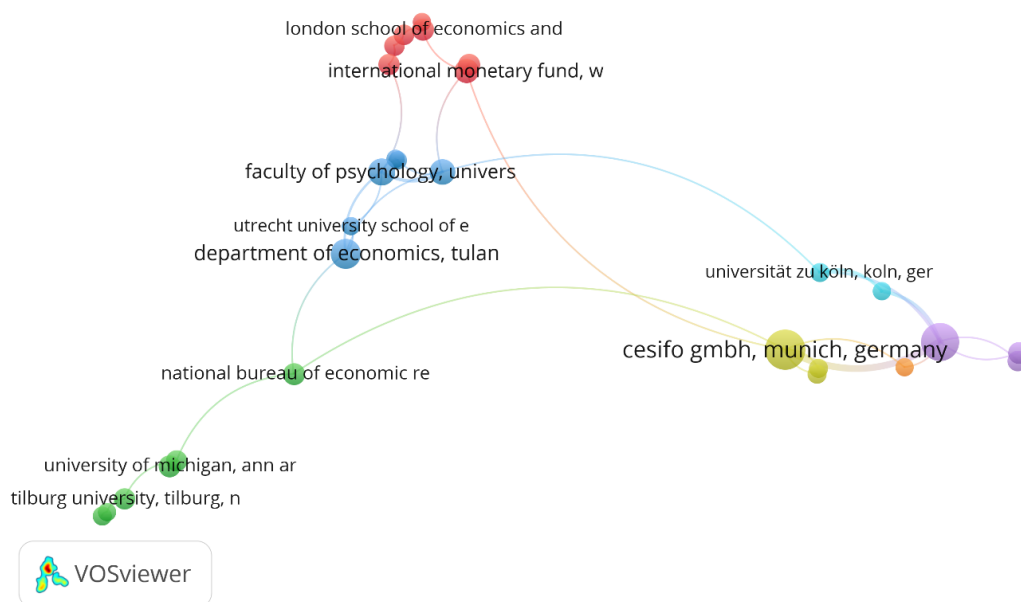 london school of economics and
international monetary fund, w
faculty of psychology, univers
utrecht university school of e
department of economics, tulan
universität zu köln, koln, ger
cesifo gmbh, munich, germany
national bureau of economic re
university of michigan, ann ar
tilburg university, tilburg, n
VOSviewer